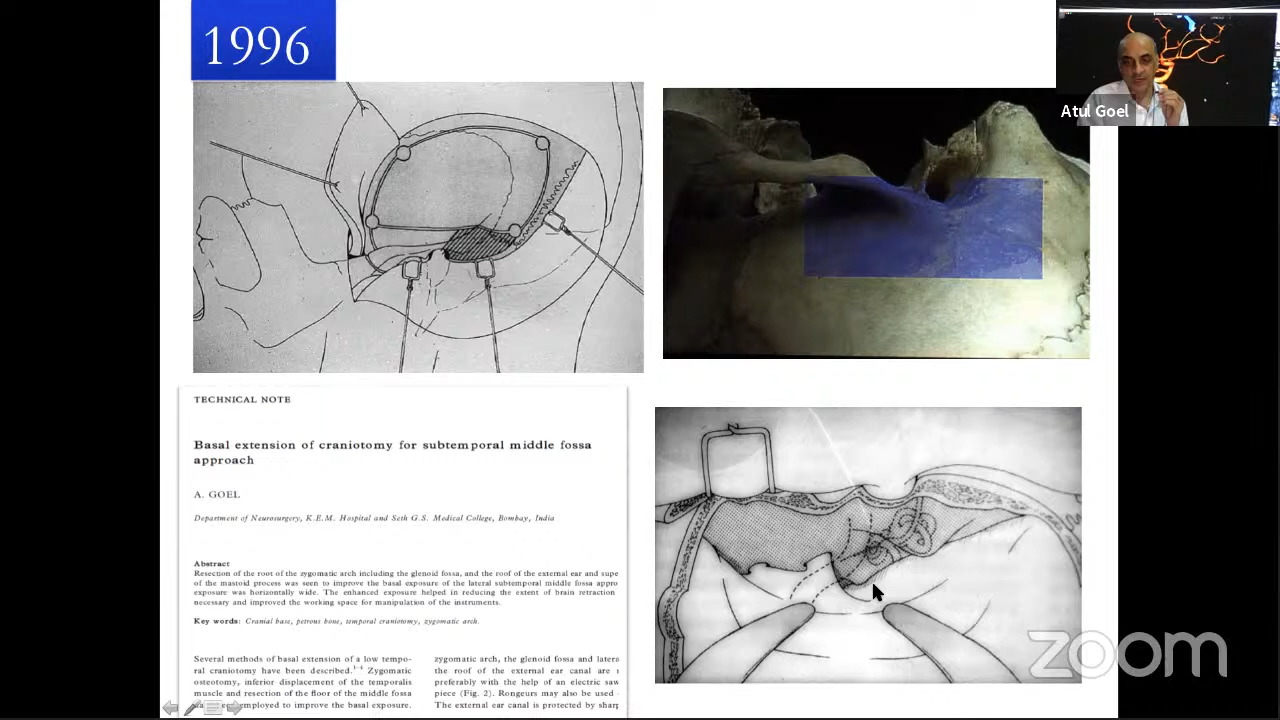 1996
Atul Goel
TECHNICAL NOTE
Basal extension of craniotomy for subtemporal middle fossa
approach
A. GOEL
Department of Neurosurgery, K.E.M. Hospital and Seth G.S. Medical College, Bombay, India
Abstract
Resection of the root of the zygomatic arch including the glenoid fossa, and the roof of the external ear and supe
of the mastoid process was seen to improve the basal exposure of the lateral subtemporal middle fossa appro
exposure was horizontally wide. The enhanced exposure helped in reducing the extent of brain retraction
necessary and improved the working space for manipulation of the instruments.
Key words: Cranial base, petrous bone, temporal craniotomy, zygomatic arch.
Several methods of basal extension of a low tempo-
ral craniotomy have been described.1-4 Zygomatic
osteotomy, inferior displacement of the temporalis
muscle and resection of the floor of the middle fossa
employed to improve the basal exposure.
zygomatic arch, the glenoid fossa and latera
the roof of the external ear canal are
preferably with the help of an electric saw
piece (Fig. 2). Rongeurs may also be used
The external ear canal is protected by sharp
zoom